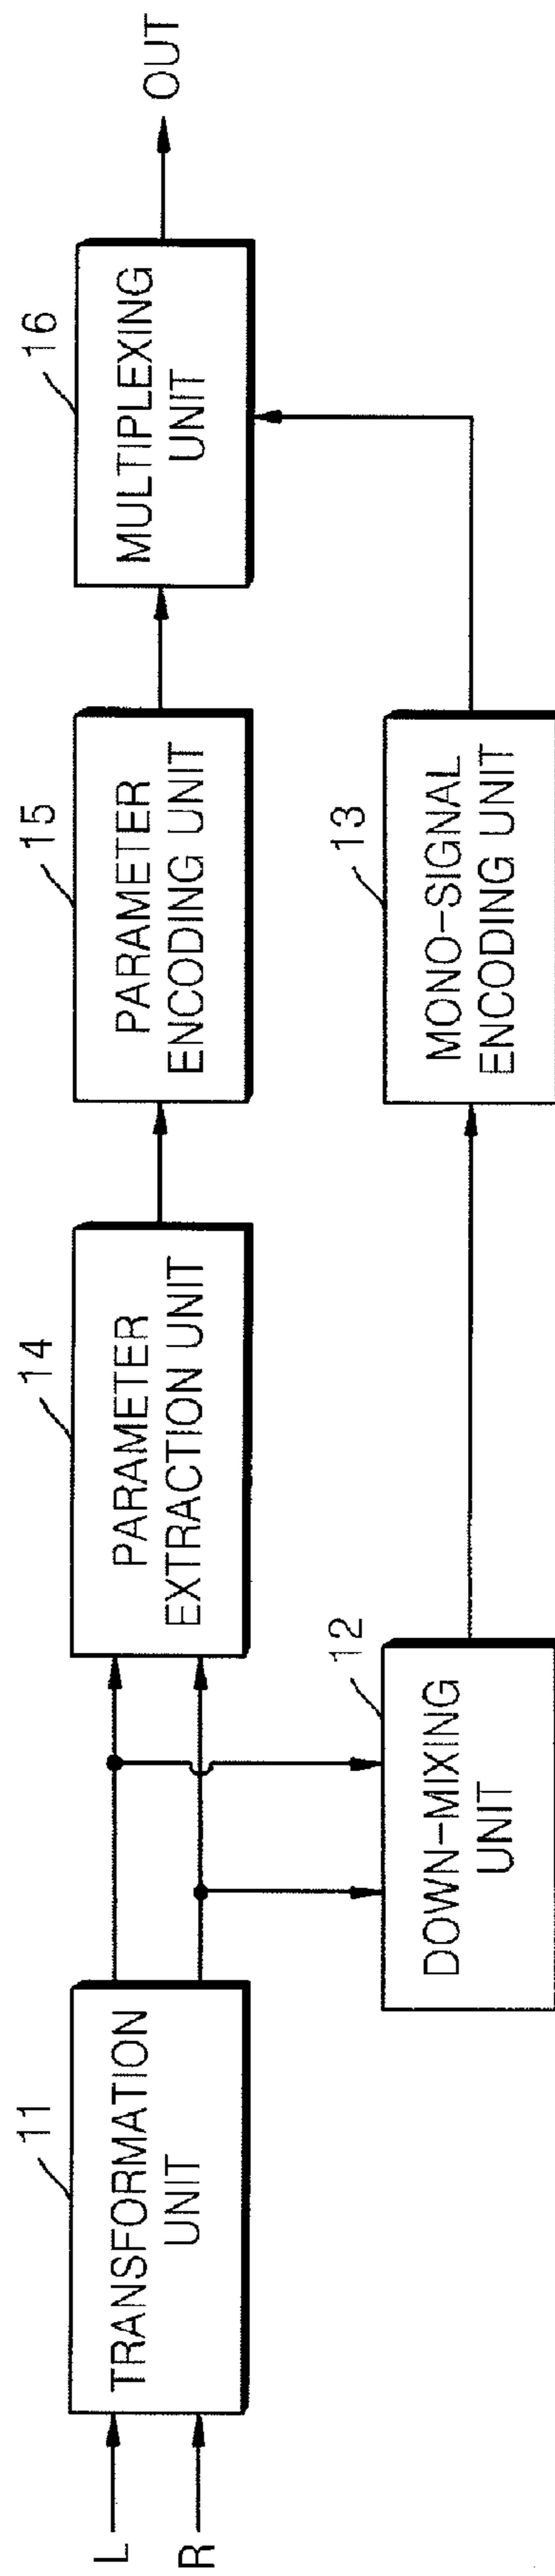 L
R
11
TRANSFORMATION
UNIT
14
PARAMETER
EXTRACTION UNIT
15
PARAMETER
ENCODING UNIT
16
MULTIPLEXING
UNIT
OUT
12
DOWN-MIXING
UNIT
13
MONO-SIGNAL
ENCODING UNIT